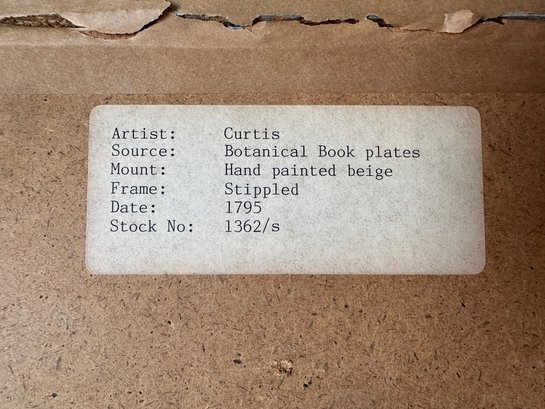 Artist: Curtis
Source: Botanical Book plates
Mount: Hand painted beige
Frame: Stippled
Date: 1795
Stock No: 1362/s